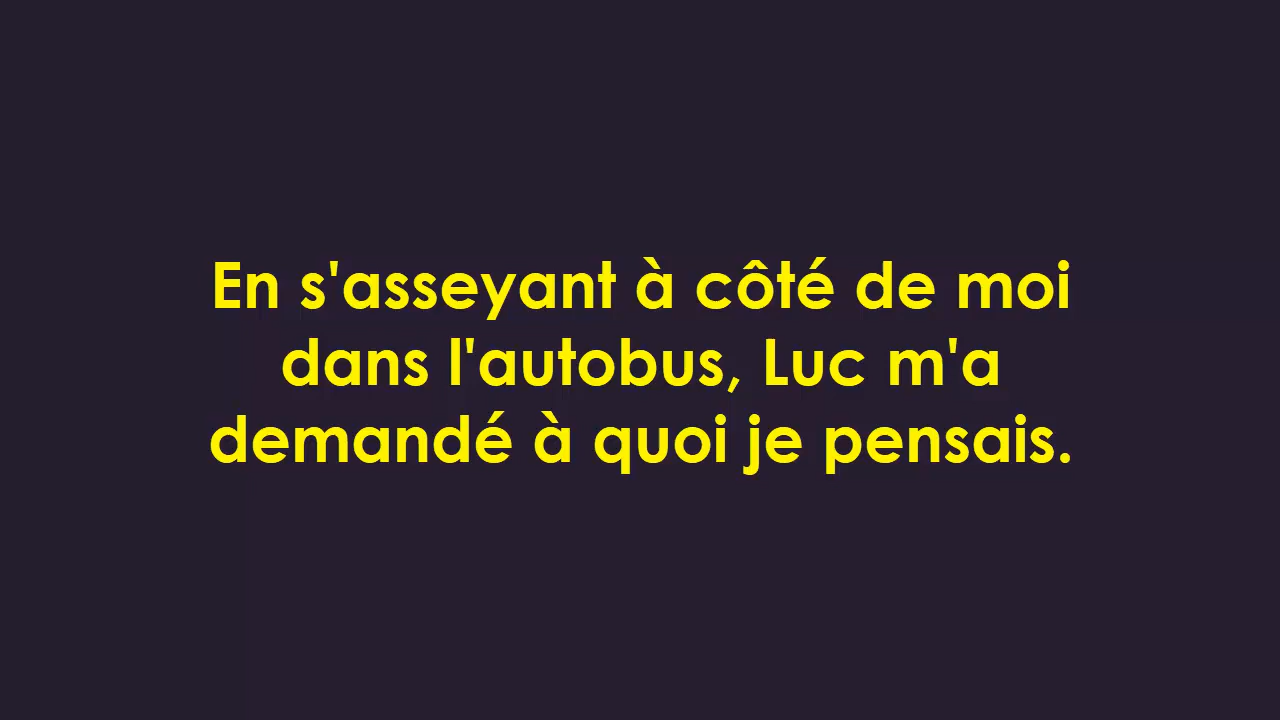 En s'asseyant à côté de moi
dans l'autobus, Luc m'a
demandé à quoi je pensais.